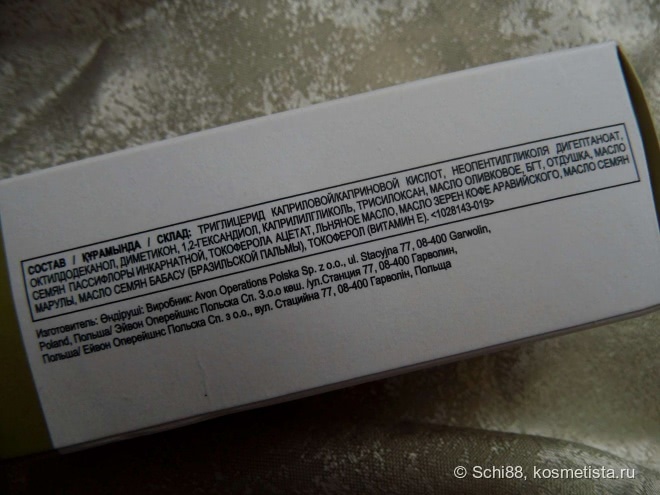 СОСТАВ / ҚҰРАМЫНДА / СКЛАД: ТРИГЛИЦЕРИД КАПРИЛОВОЙ/КАПРИНОВОЙ КИСЛОТ, НЕОПЕНТИЛГЛИКОЛЯ ДИГЕПТАНОАТ,
ОКТИЛДОДЕКАНОЛ, ДИМЕТИКОН, 1,2-ГЕКСАНДИОЛ, КАПРИЛИЛГЛИКОЛЬ, ТРИСИЛОКСАН, МАСЛО ОЛИВКОВОЕ, БГТ, ОТДУШКА, МАСЛО
СЕМЯН ПАССИФЛОРЫ ИНКАРНАТНОЙ, ТОКОФЕРОЛА АЦЕТАТ, ЛЬНЯНОЕ МАСЛО, МАСЛО ЗЕРЕН КОФЕ АРАВИЙСКОГО, МАСЛО СЕМЯН
МАРУЛЫ, МАСЛО СЕМЯН БАБАСУ (БРАЗИЛЬСКОЙ ПАЛЬМЫ), ТОКОФЕРОЛ (ВИТАМИН Е). <1028143-019>
Изготовитель: Өндіруші: Виробник: Avon Operations Polska Sp. z o.o., ul. Stacyjna 77, 08-400 Garwolin,
Poland, Польша/ Эйвон Оперейшнс Польска Сп. З.о.о кеш. /ул.Станция 77, 08-400 Гарволин,
Польша/ Ейвон Оперейшнс Польска Сп. з о.о., вул. Стаційна 77, 08-400 Гарволін, Польща
© Schi88, kosmetista.ru